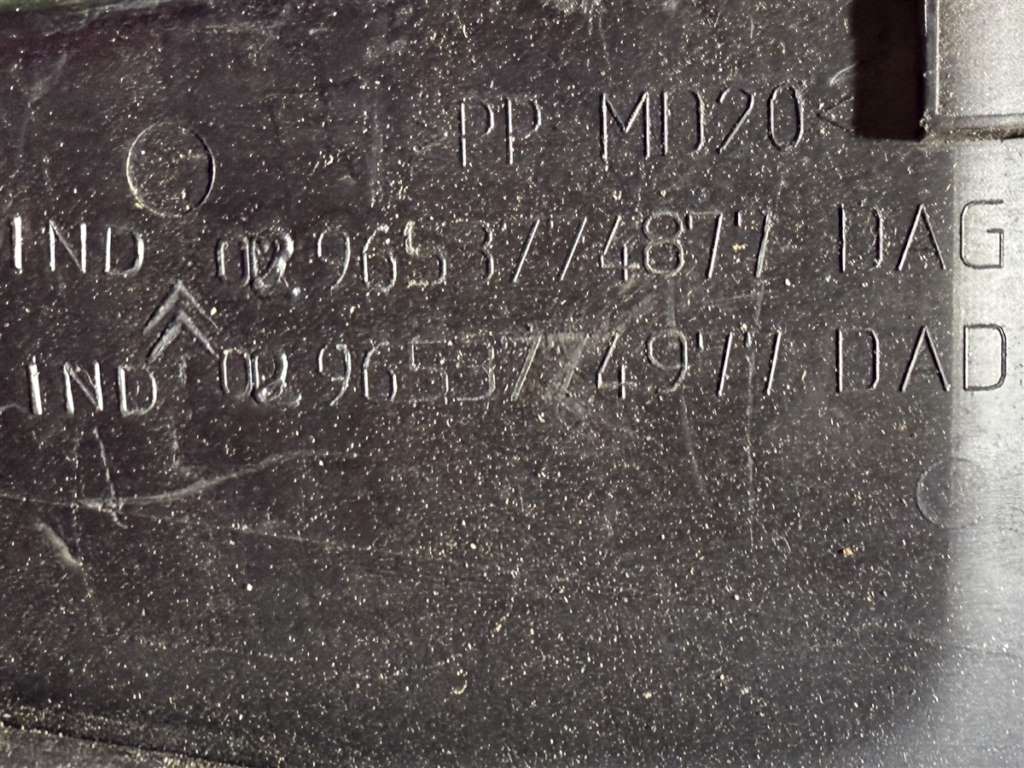 PP MD20<
IND 02 9653774877 DAG
IND 02 9653774977 DAD